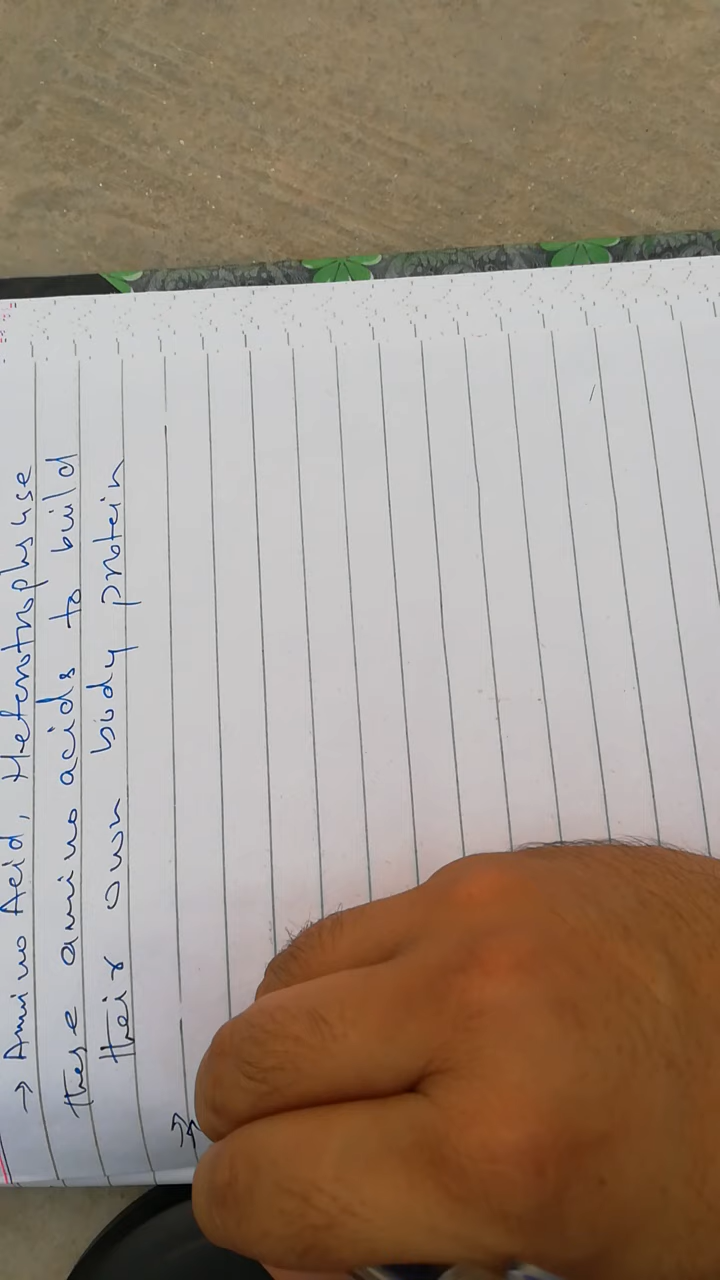 → Amino Acid, Heterotrophs use
these amino acids to build
their own body protein